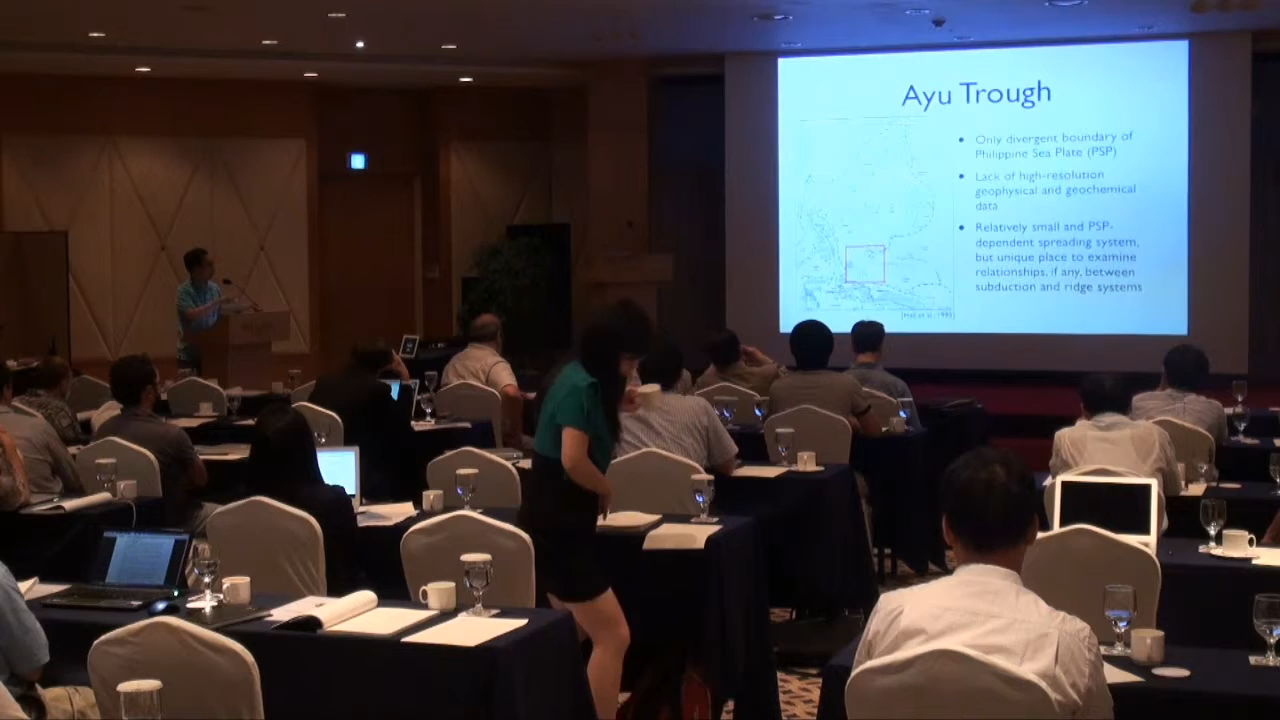 Ayu Trough
• Only divergent boundary of
Philippine Sea Plate (PSP)
• Lack of high-resolution
geophysical and geochemical
data
• Relatively small and PSP-
dependent spreading system,
but unique place to examine
relationships, if any, between
subduction and ridge systems